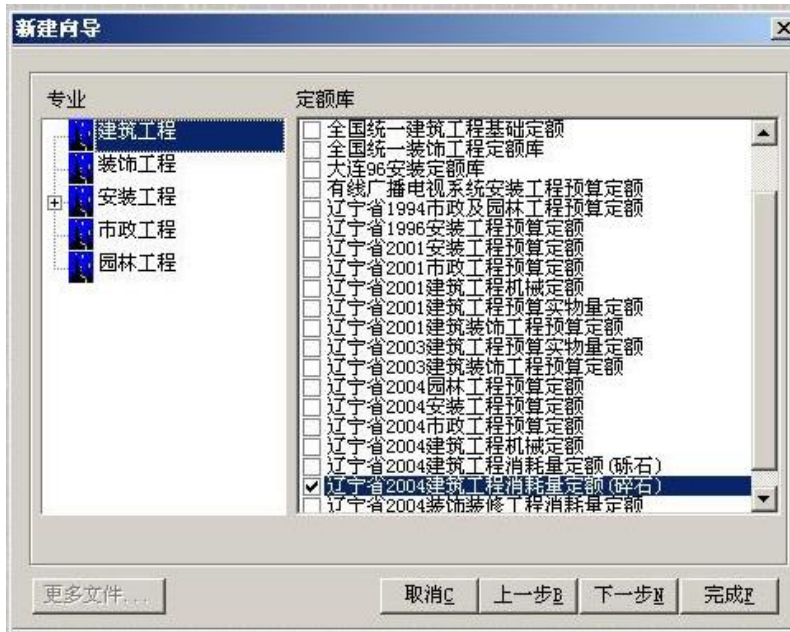 新建向导
专业
建筑工程
装饰工程
安装工程
市政工程
园林工程
定额库
全国统一建筑工程基础定额
全国统一装饰工程定额库
大连96安装定额库
有线广播电视系统安装工程预算定额
辽宁省1994市政及园林工程预算定额
辽宁省1996安装工程预算定额
辽宁省2001安装工程预算定额
辽宁省2001市政工程预算定额
辽宁省2001建筑工程机械定额
辽宁省2001建筑工程预算实物量定额
辽宁省2001建筑装饰工程预算定额
辽宁省2003建筑工程预算实物量定额
辽宁省2003建筑装饰工程预算定额
辽宁省2004园林工程预算定额
辽宁省2004安装工程预算定额
辽宁省2004市政工程预算定额
辽宁省2004建筑工程机械定额
辽宁省2004建筑工程消耗量定额(砾石)
辽宁省2004建筑工程消耗量定额(碎石)
辽宁省2004装饰装修工程消耗量定额
更多文件...
取消C
上一步B
下一步N
完成F